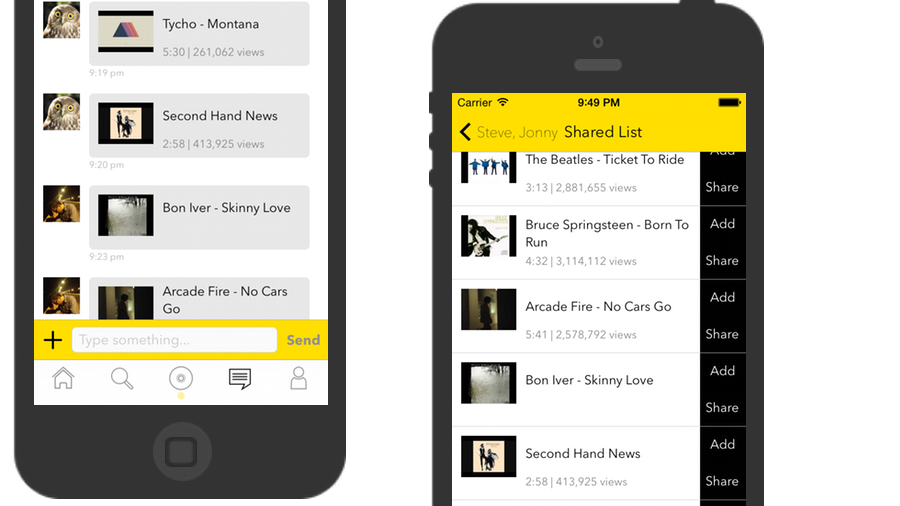 Tycho - Montana
5:30 | 261,062 views
9:19 pm
Second Hand News
2:58 | 413,925 views
9:20 pm
Bon Iver - Skinny Love
9:23 pm
Arcade Fire - No Cars
Go
Type something...
Send
Carrier
9:49 PM
Steve, Jonny Shared List
The Beatles - Ticket To Ride
3:13 | 2,881,655 views
Add
Share
Bruce Springsteen - Born To
Run
4:32 | 3,114,112 views
Add
Share
Arcade Fire - No Cars Go
5:41 | 2,578,792 views
Add
Share
Bon Iver - Skinny Love
Add
Share
Second Hand News
2:58 | 413,925 views
Add
Share